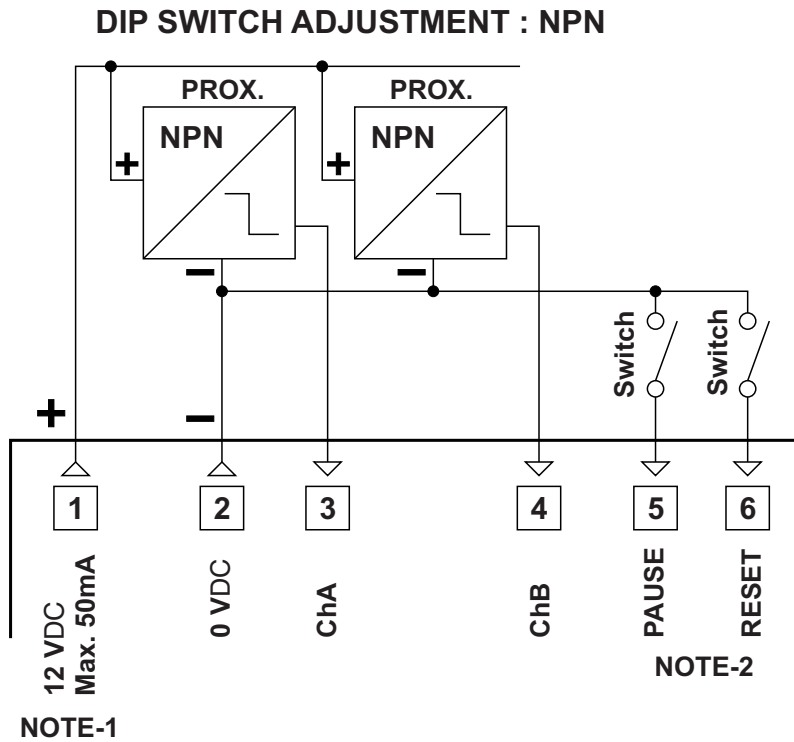 DIP SWITCH ADJUSTMENT : NPN
PROX.
PROX.
NPN
NPN
+
+
−
−
Switch
Switch
+
−
1
2
3
4
5
6
12 VDC
Max. 50mA
0 VDC
ChA
ChB
PAUSE
RESET
NOTE-2
NOTE-1